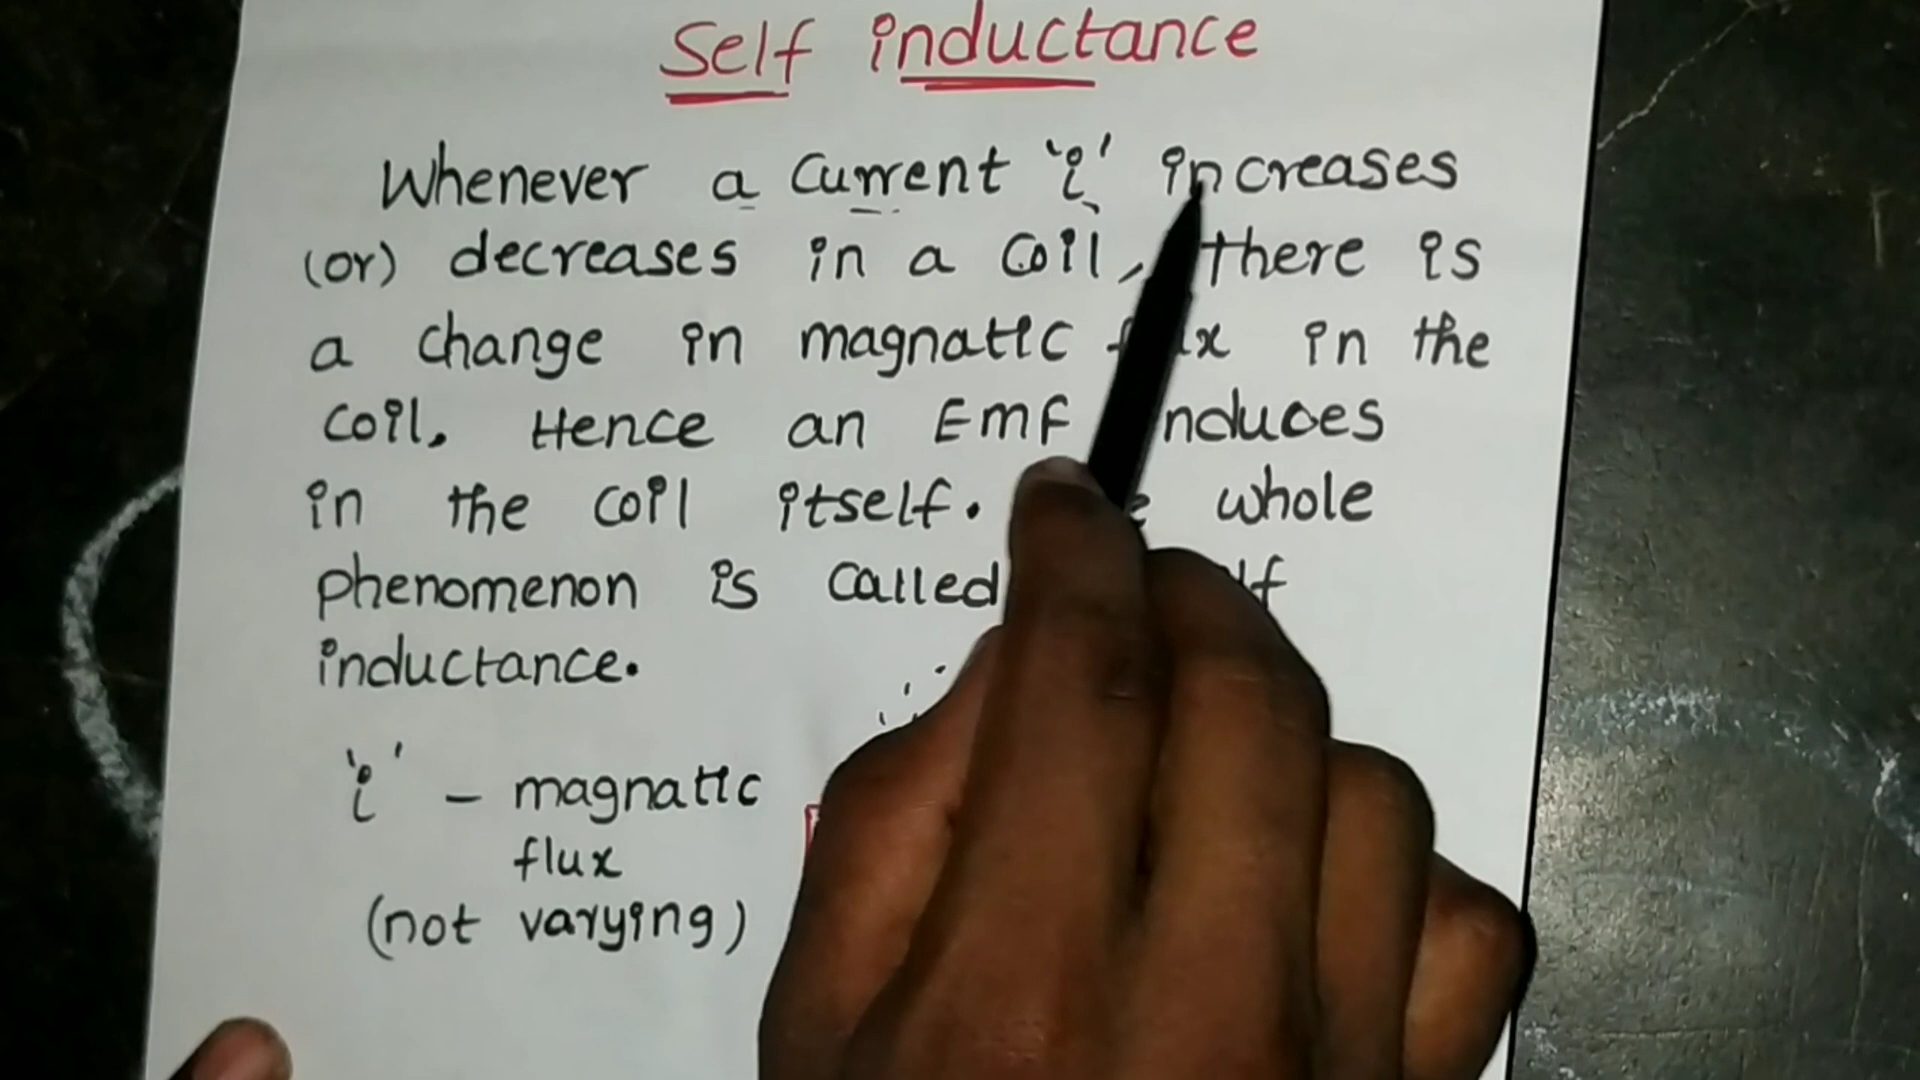 Self inductance
Whenever a current 'i' increases
(or) decreases in a coil, there is
a change in magnatic in the
coil. Hence an EMF induces
in the coil itself. whole
phenomenon is called
inductance.
'i' - magnatic
flux
(not varying)